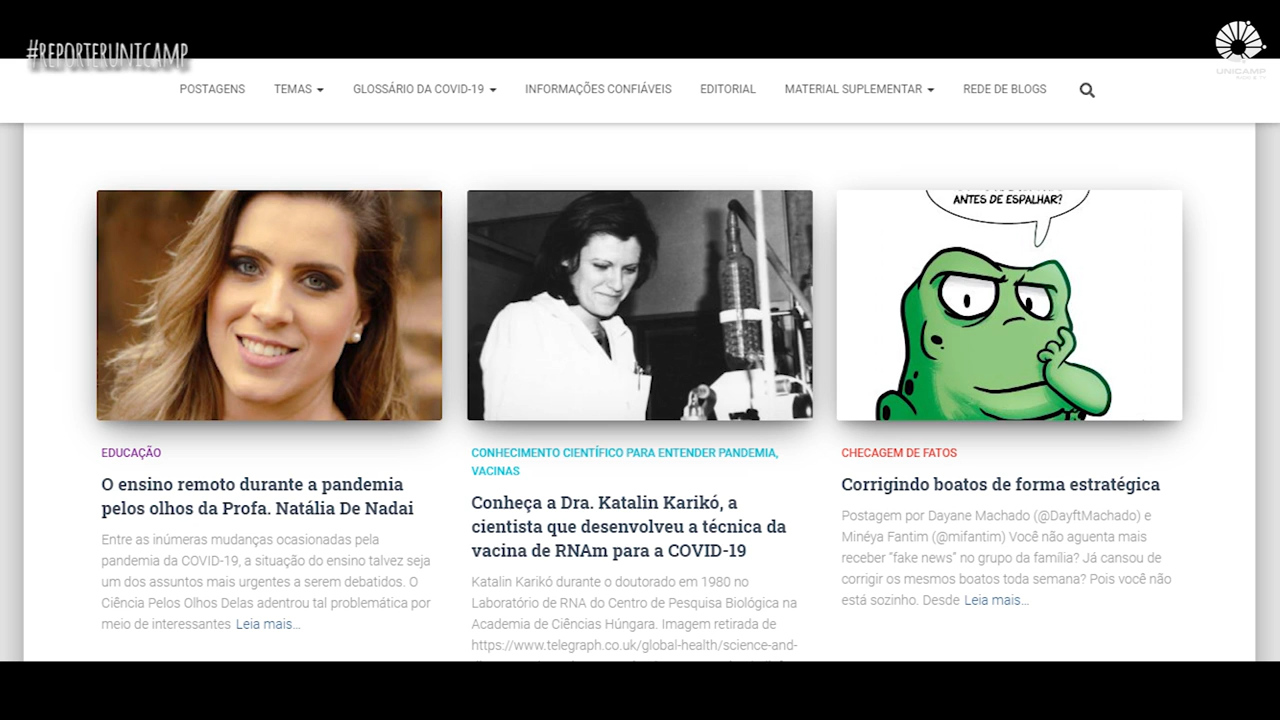 #REPORTERUNICAMP
UNICAMP
POSTAGENS TEMAS GLOSSÁRIO DA COVID-19 INFORMAÇÕES CONFIÁVEIS EDITORIAL MATERIAL SUPLEMENTAR REDE DE BLOGS
ANTES DE ESPALHAR?
EDUCAÇÃO
O ensino remoto durante a pandemia
pelos olhos da Profa. Natália De Nadai
Entre as inúmeras mudanças ocasionadas pela
pandemia da COVID-19, a situação do ensino talvez seja
um dos assuntos mais urgentes a serem debatidos. O
Ciência Pelos Olhos Delas adentrou tal problemática por
meio de interessantes Leia mais…
CONHECIMENTO CIENTÍFICO PARA ENTENDER PANDEMIA,
VACINAS
Conheça a Dra. Katalin Karikó, a
cientista que desenvolveu a técnica da
vacina de RNAm para a COVID-19
Katalin Karikó durante o doutorado em 1980 no
Laboratório de RNA do Centro de Pesquisa Biológica na
Academia de Ciências Húngara. Imagem retirada de
https://www.telegraph.co.uk/global-health/science-and-
CHECAGEM DE FATOS
Corrigindo boatos de forma estratégica
Postagem por Dayane Machado (@DayftMachado) e
Minéya Fantim (@mifantim) Você não aguenta mais
receber “fake news” no grupo da família? Já cansou de
corrigir os mesmos boatos toda semana? Pois você não
está sozinho. Desde Leia mais…